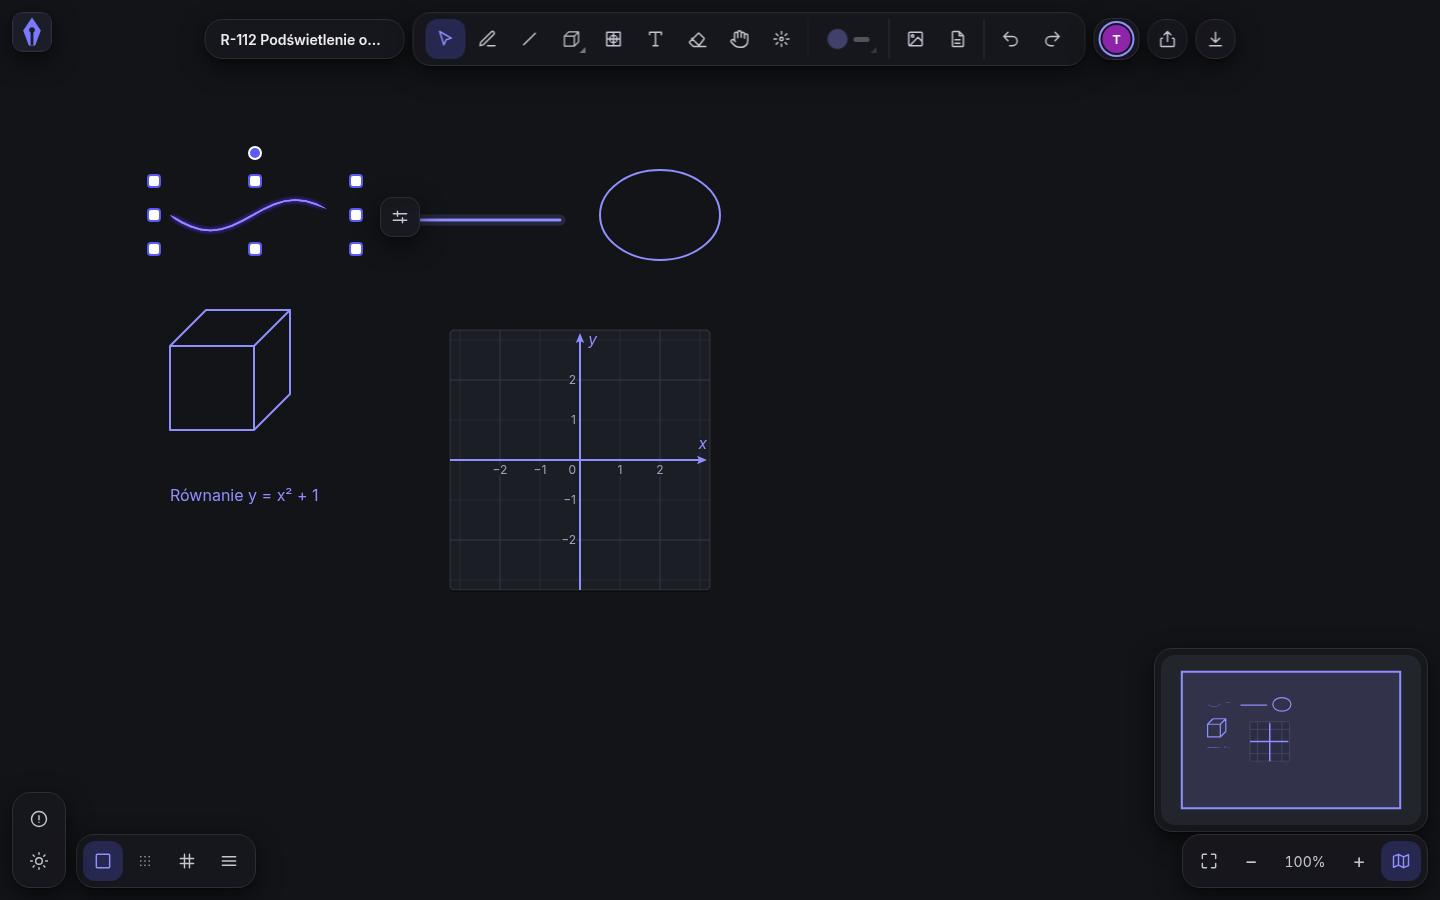 R-112 Podświetlenie o...
T
y
2
1
x
−2 −1 0 1 2
−1
−2
Równanie y = x² + 1
100%